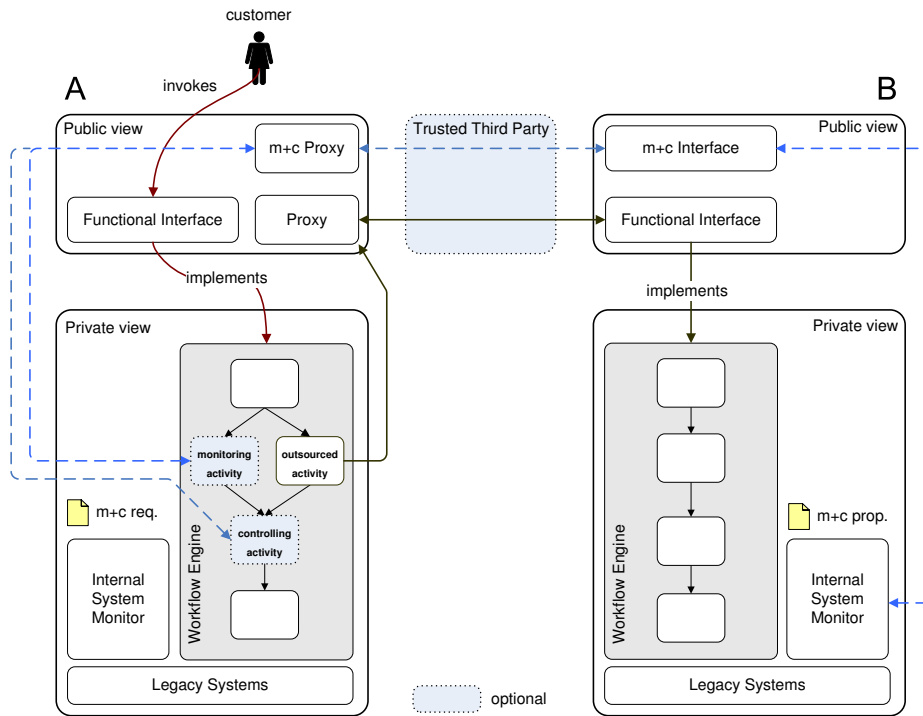 customer
invokes
A
B
Public view
m+c Proxy
Functional Interface
Proxy
Trusted Third Party
Public view
m+c Interface
Functional Interface
implements
implements
Private view
monitoring
activity
outsourced
activity
controlling
activity
m+c req.
Internal
System
Monitor
Workflow Engine
Legacy Systems
Private view
m+c prop.
Workflow Engine
Internal
System
Monitor
Legacy Systems
optional